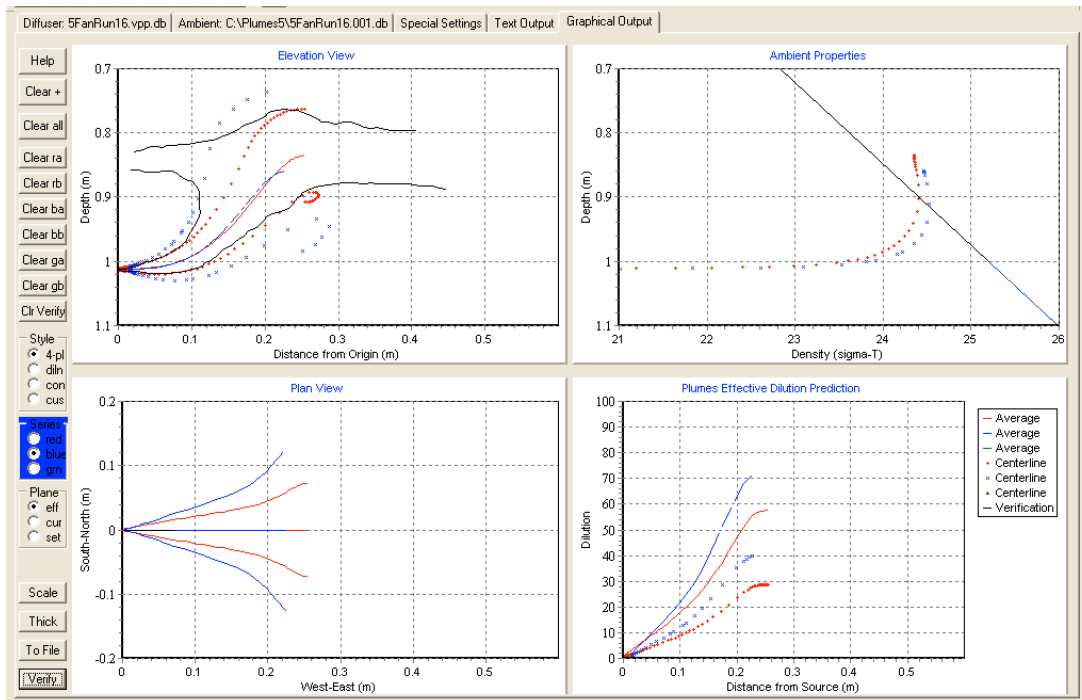 Diffuser: 5FanRun16.vpp.db Ambient: C:\Plumes5\5FanRun16.001.db Special Settings Text Output Graphical Output
Help
Clear +
Clear all
Clear ra
Clear rb
Clear ba
Clear bb
Clear ga
Clear gb
Clr Verify
Style
4-pl
diln
con
cus
Series
red
blue
grn
Plane
eff
cur
set
Scale
Thick
To File
Verify
Elevation View
0.7
0.8
0.9
1
1.1
Depth (m)
0 0.1 0.2 0.3 0.4 0.5
Distance from Origin (m)
Ambient Properties
0.7
0.8
0.9
1
1.1
Depth (m)
21 22 23 24 25 26
Density (sigma-T)
Plan View
0.2
0.1
0
-0.1
-0.2
South-North (m)
0 0.1 0.2 0.3 0.4 0.5
West-East (m)
Plumes Effective Dilution Prediction
100
90
80
70
60
50
40
30
20
10
0
Dilution
0 0.1 0.2 0.3 0.4 0.5
Distance from Source (m)
Average
Average
Average
Centerline
Centerline
Centerline
Verification